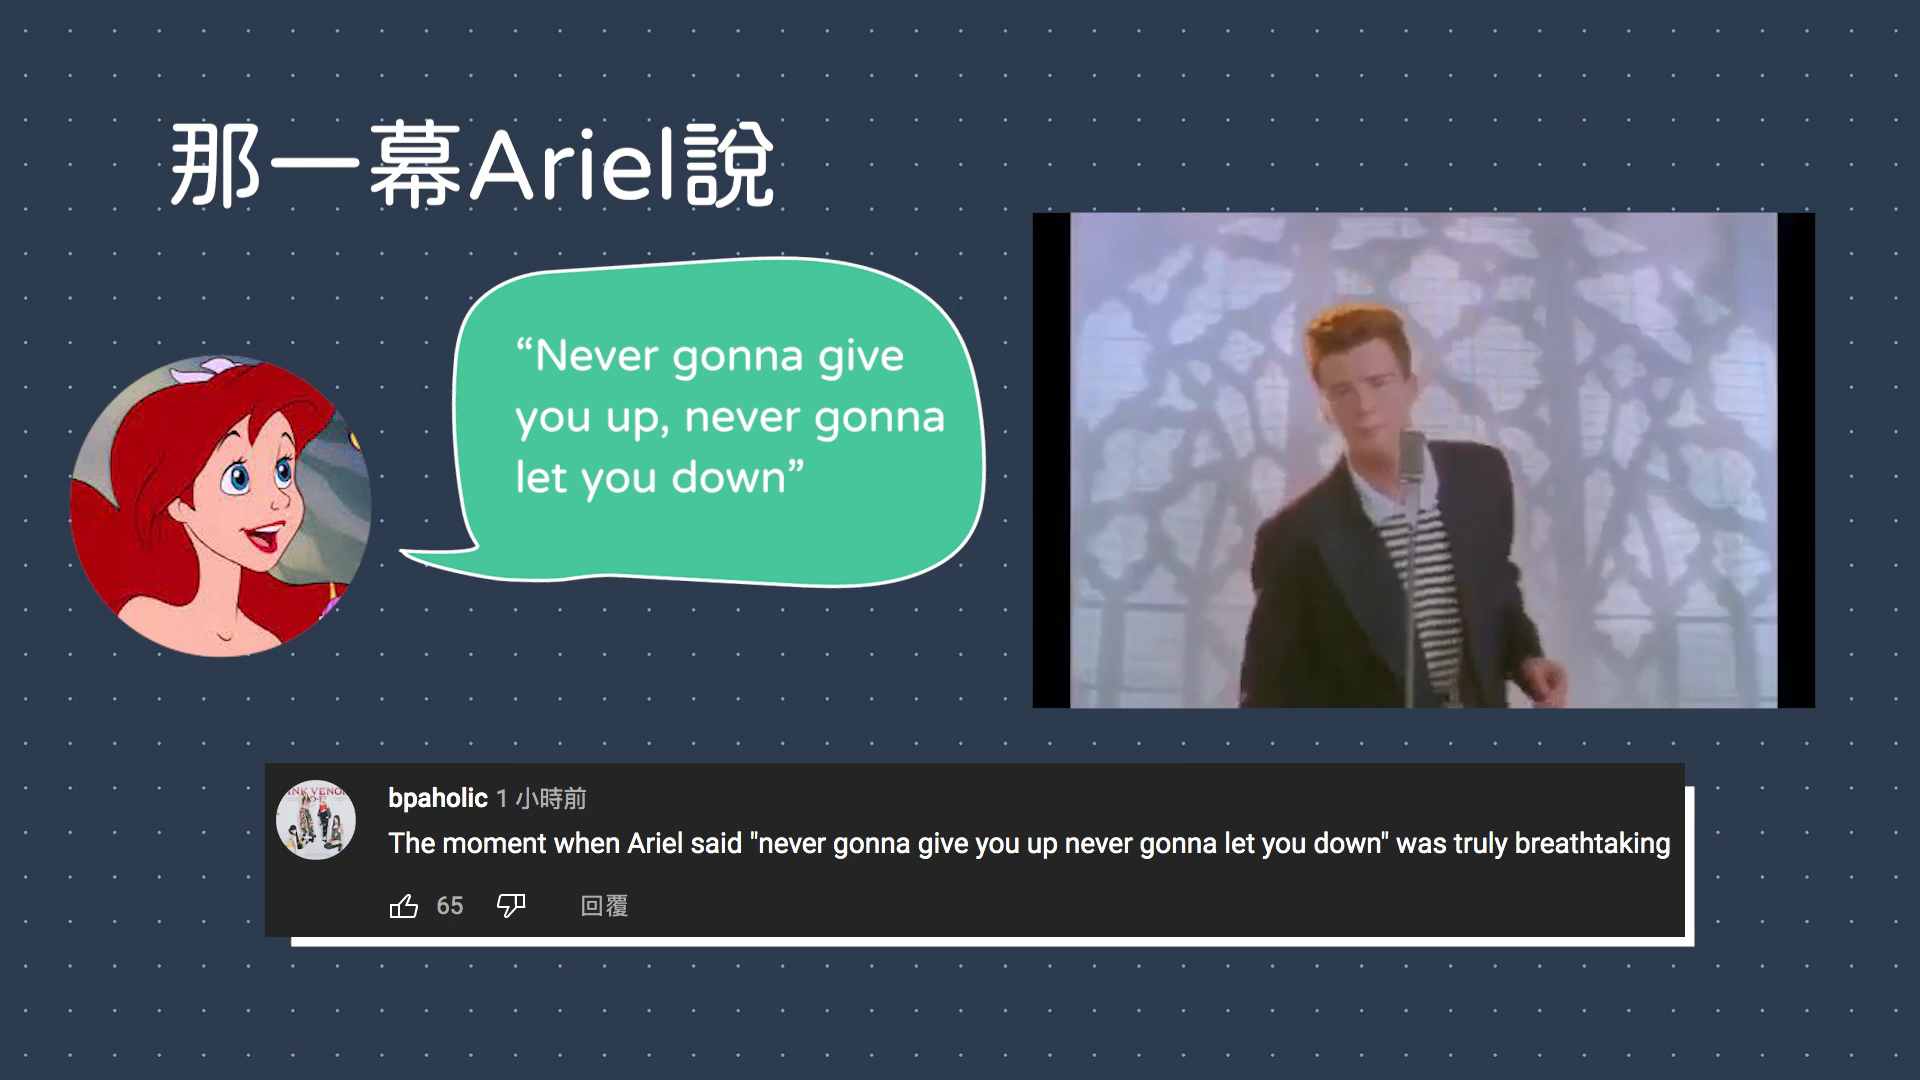 那一幕Ariel說
“Never gonna give
you up, never gonna
let you down”
bpaholic 1 小時前
The moment when Ariel said "never gonna give you up never gonna let you down" was truly breathtaking
65
回覆